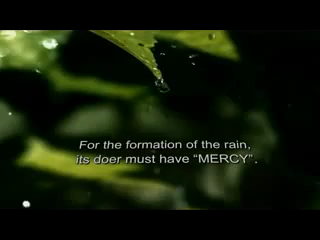 For the formation of the rain,
its doer must have “MERCY”.